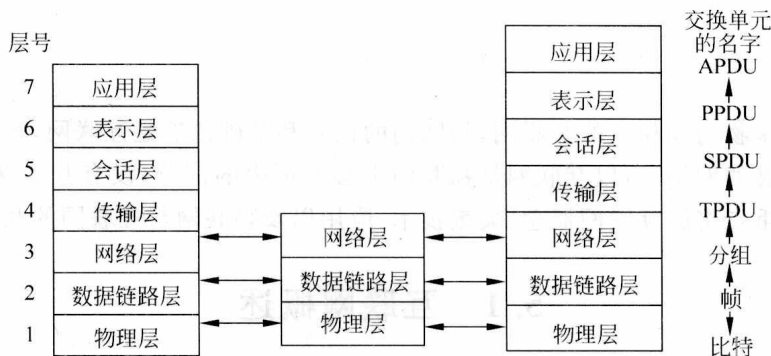 层号
7
6
5
4
3
2
1
应用层
表示层
会话层
传输层
网络层
数据链路层
物理层
网络层
数据链路层
物理层
应用层
表示层
会话层
传输层
网络层
数据链路层
物理层
交换单元
的名字
APDU
PPDU
SPDU
TPDU
分组
帧
比特